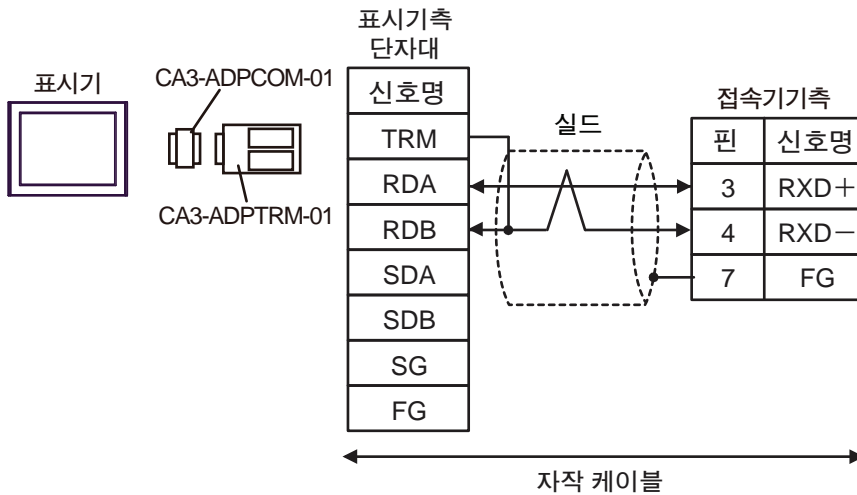 표시기
CA3-ADPCOM-01
CA3-ADPTRM-01
표시기측
단자대
신호명
TRM
RDA
RDB
SDA
SDB
SG
FG
실드
접속기기측
핀 신호명
3 RXD+
4 RXD−
7 FG
자작 케이블